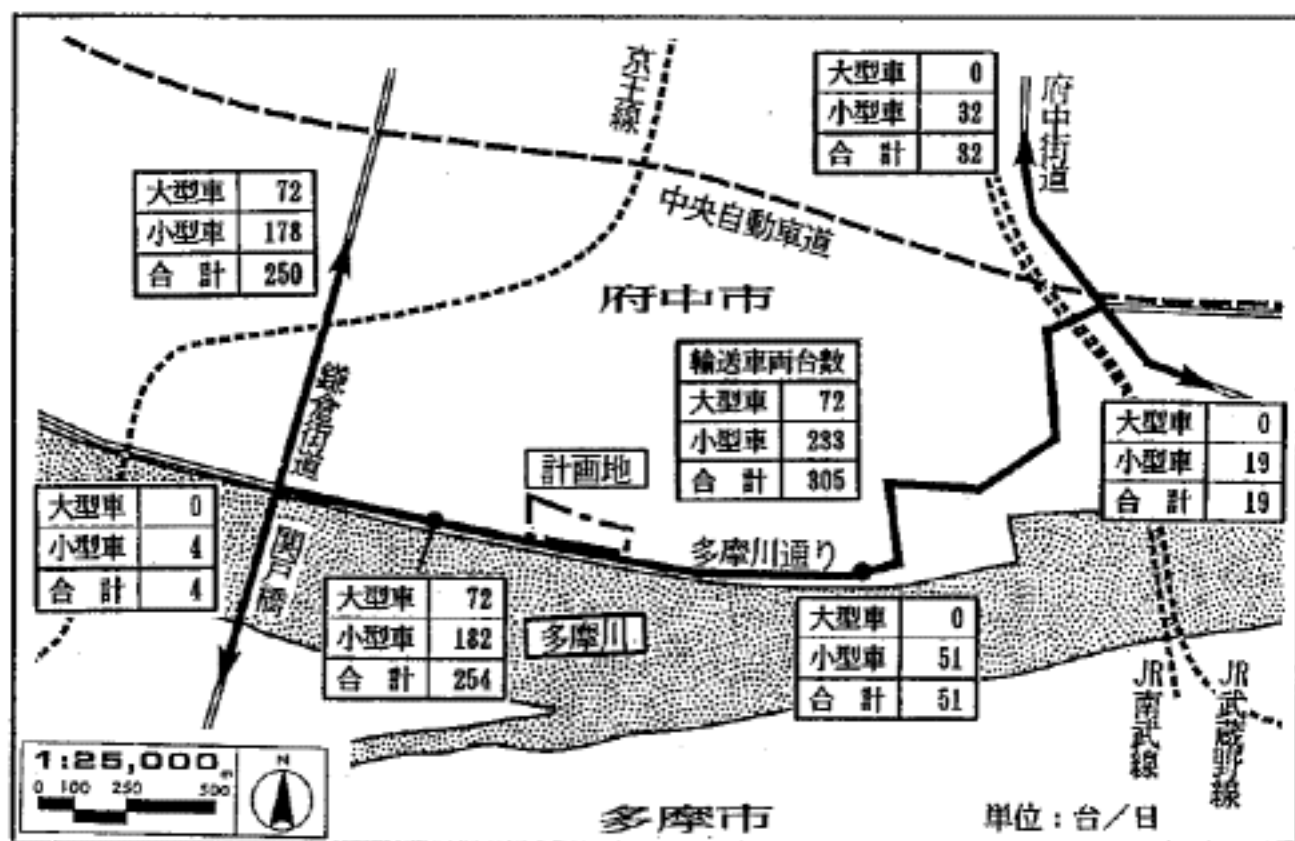 京王線
大型車 0
小型車 32
合計 32
府中街道
大型車 72
小型車 178
合計 250
中央自動車道
府中市
輸送車両台数
大型車 72
小型車 233
合計 305
鎌倉街道
計画地
大型車 0
小型車 19
合計 19
大型車 0
小型車 4
合計 4
関戸橋
多摩川通り
大型車 72
小型車 182
合計 254
多摩川
大型車 0
小型車 51
合計 51
JR南武線
JR武蔵野線
1:25,000
0 100 250 500 m
N
多摩市
単位:台/日